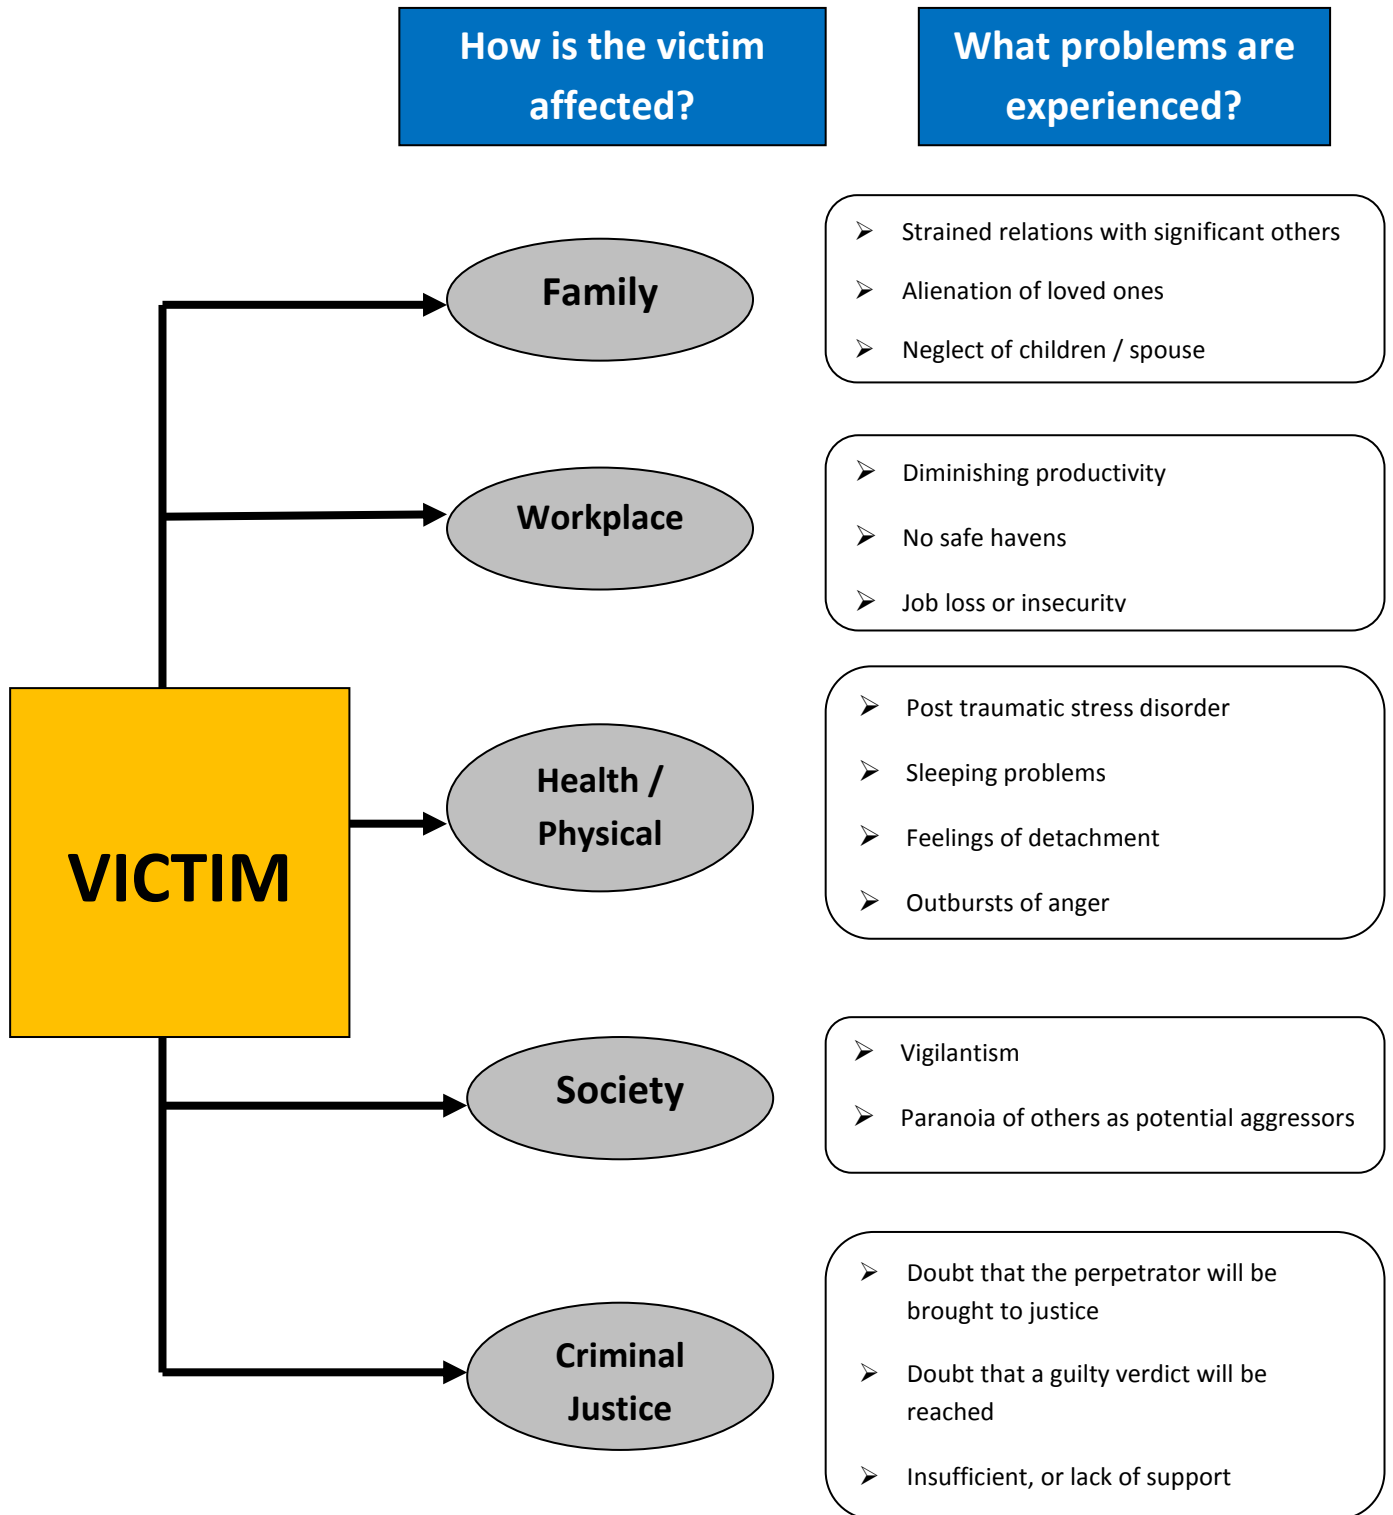 How is the victim
affected?
What problems are
experienced?
Family
➢ Strained relations with significant others
➢ Alienation of loved ones
➢ Neglect of children / spouse
Workplace
➢ Diminishing productivity
➢ No safe havens
➢ Job loss or insecurity
VICTIM
Health /
Physical
➢ Post traumatic stress disorder
➢ Sleeping problems
➢ Feelings of detachment
➢ Outbursts of anger
Society
➢ Vigilantism
➢ Paranoia of others as potential aggressors
Criminal
Justice
➢ Doubt that the perpetrator will be
brought to justice
➢ Doubt that a guilty verdict will be
reached
➢ Insufficient, or lack of support